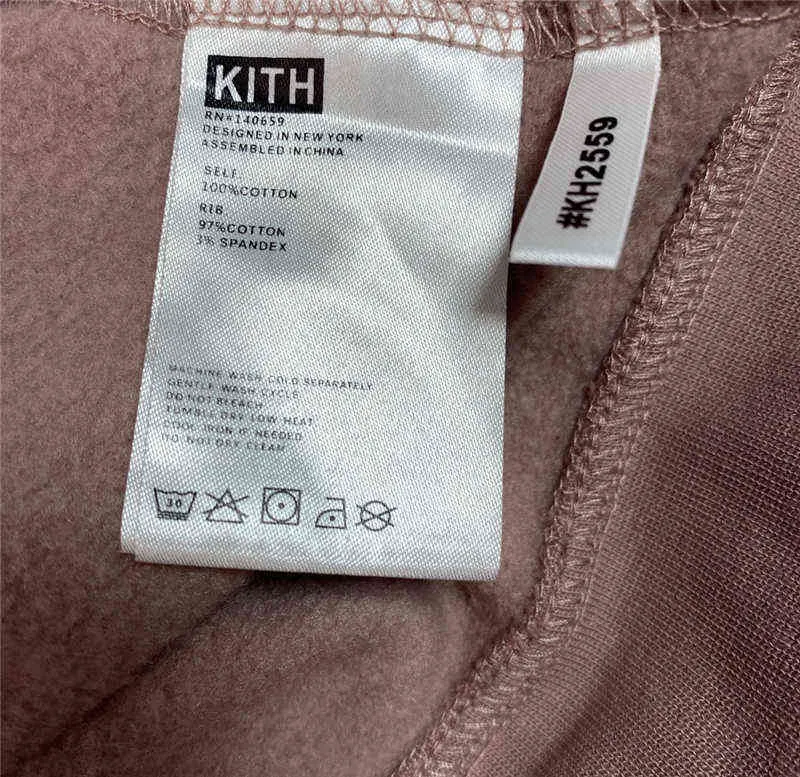 KITH
RN#140659
DESIGNED IN NEW YORK
ASSEMBLED IN CHINA
SELF:
100%COTTON
RIB
97%COTTON
3% SPANDEX
MACHINE WASH COLD SEPARATELY
GENTLE WASH CYCLE
DO NOT BLEACH
TUMBLE DRY LOW HEAT
COOL IRON IF NEEDED
DO NOT DRY CLEAM
30
#KH2559